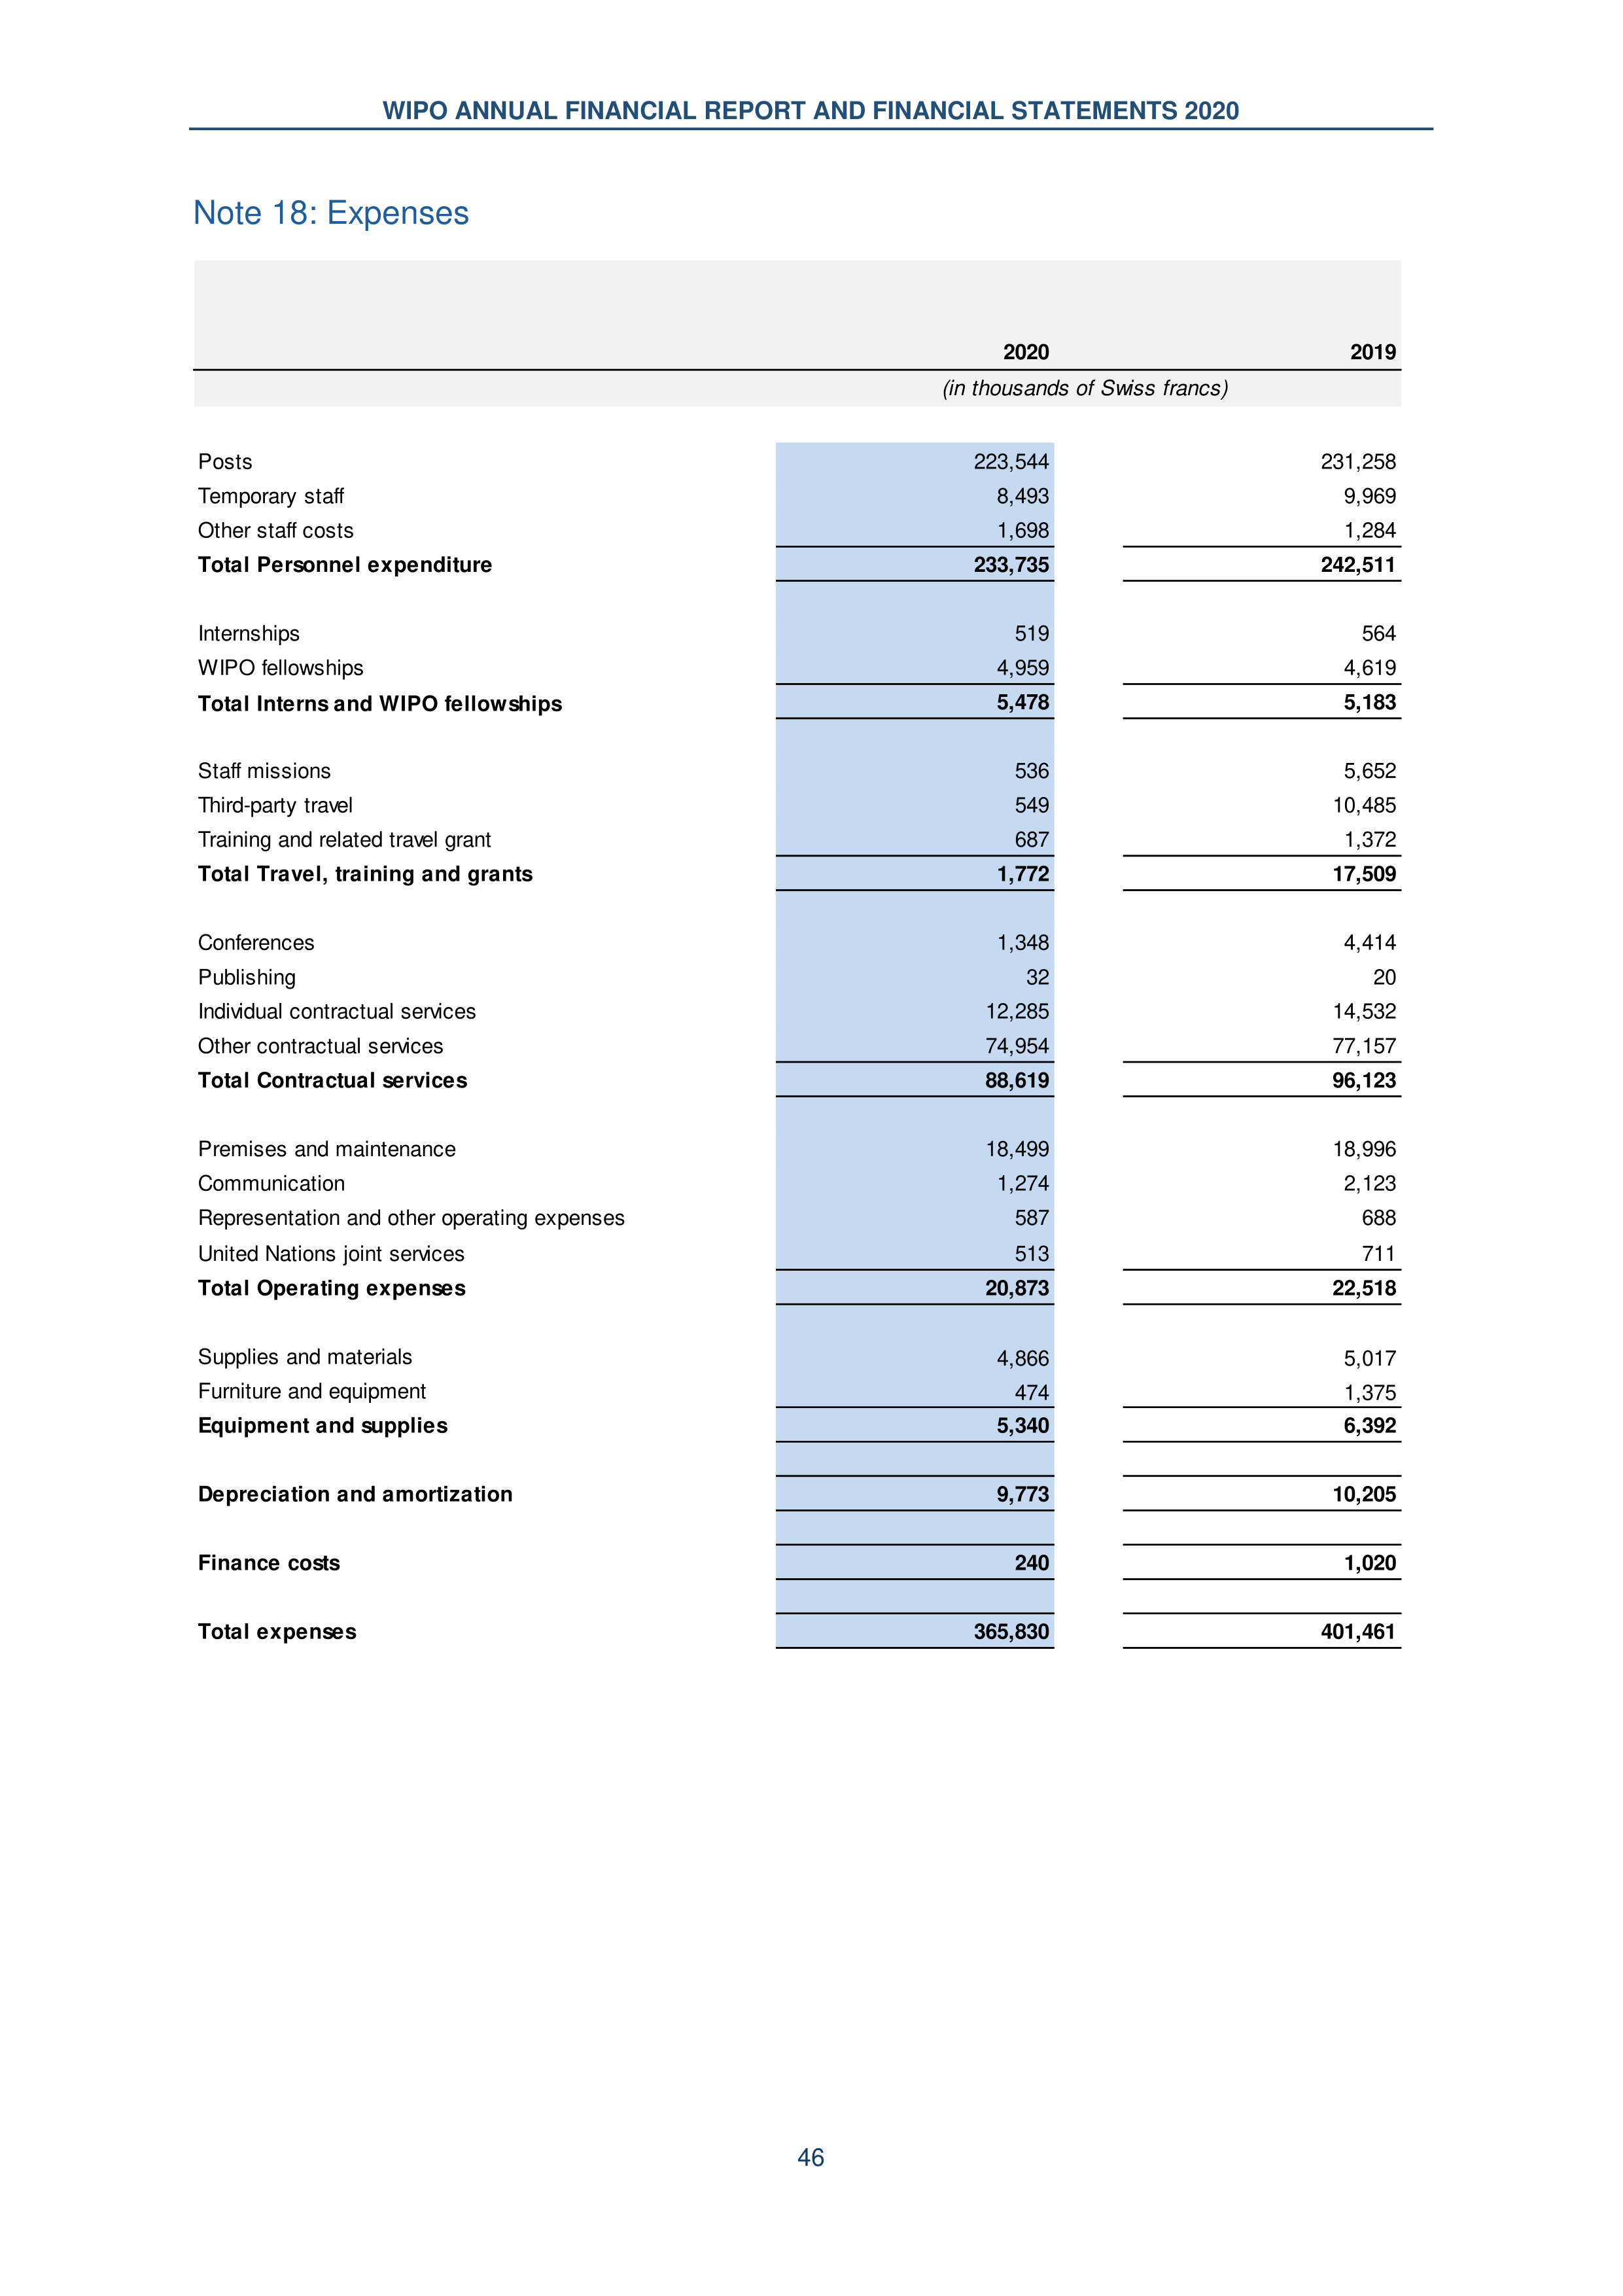 WIPO ANNUAL FINANCIAL REPORT AND FINANCIAL STATEMENTS 2020
Note 18: Expenses
2020 2019
(in thousands of Swiss francs)
Posts 223,544 231,258
Temporary staff 8,493 9,969
Other staff costs 1,698 1,284
Total Personnel expenditure 233,735 242,511
Internships 519 564
WIPO fellowships 4,959 4,619
Total Interns and WIPO fellowships 5,478 5,183
Staff missions 536 5,652
Third-party travel 549 10,485
Training and related travel grant 687 1,372
Total Travel, training and grants 1,772 17,509
Conferences 1,348 4,414
Publishing 32 20
Individual contractual services 12,285 14,532
Other contractual services 74,954 77,157
Total Contractual services 88,619 96,123
Premises and maintenance 18,499 18,996
Communication 1,274 2,123
Representation and other operating expenses 587 688
United Nations joint services 513 711
Total Operating expenses 20,873 22,518
Supplies and materials 4,866 5,017
Furniture and equipment 474 1,375
Equipment and supplies 5,340 6,392
Depreciation and amortization 9,773 10,205
Finance costs 240 1,020
Total expenses 365,830 401,461
46